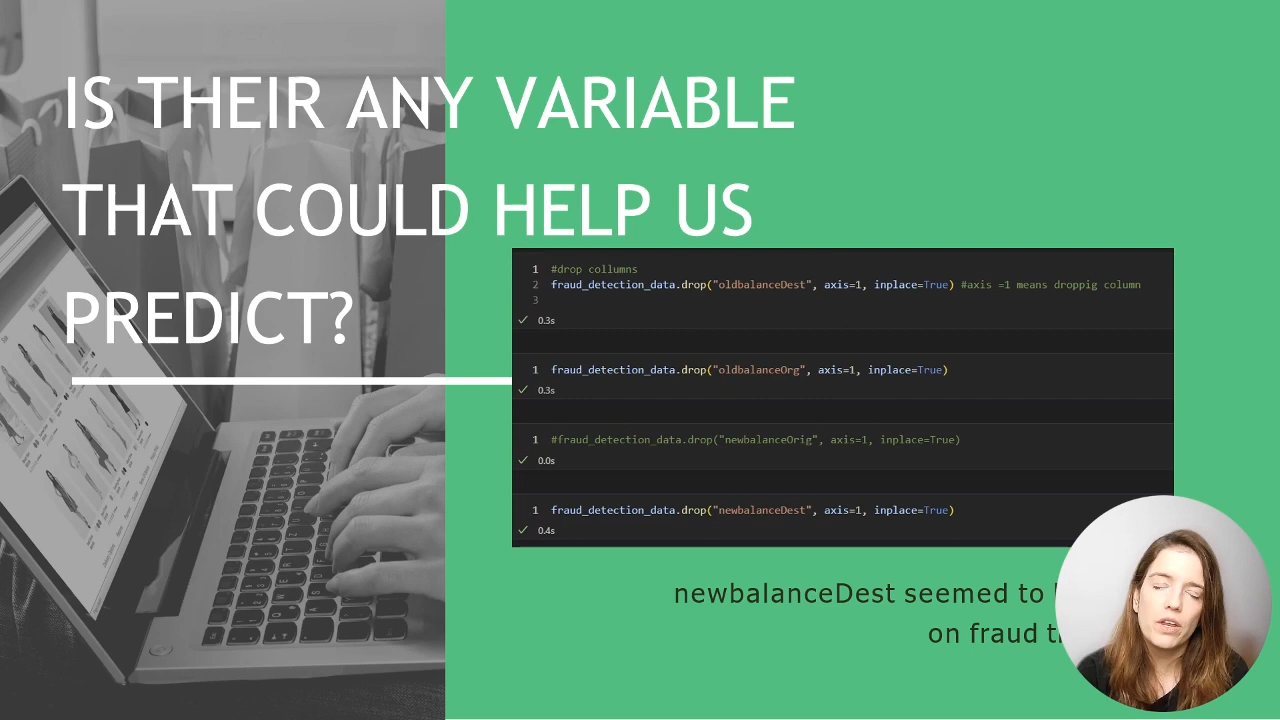 IS THEIR ANY VARIABLE
THAT COULD HELP US
PREDICT?
1 #drop collumns
2 fraud_detection_data.drop("oldbalanceDest", axis=1, inplace=True) #axis =1 means droppig column
3
0.3s
1 fraud_detection_data.drop("oldbalanceOrg", axis=1, inplace=True)
0.3s
1 #fraud_detection_data.drop("newbalanceOrig", axis=1, inplace=True)
0.0s
1 fraud_detection_data.drop("newbalanceDest", axis=1, inplace=True)
0.4s
newbalanceDest seemed to
on fraud